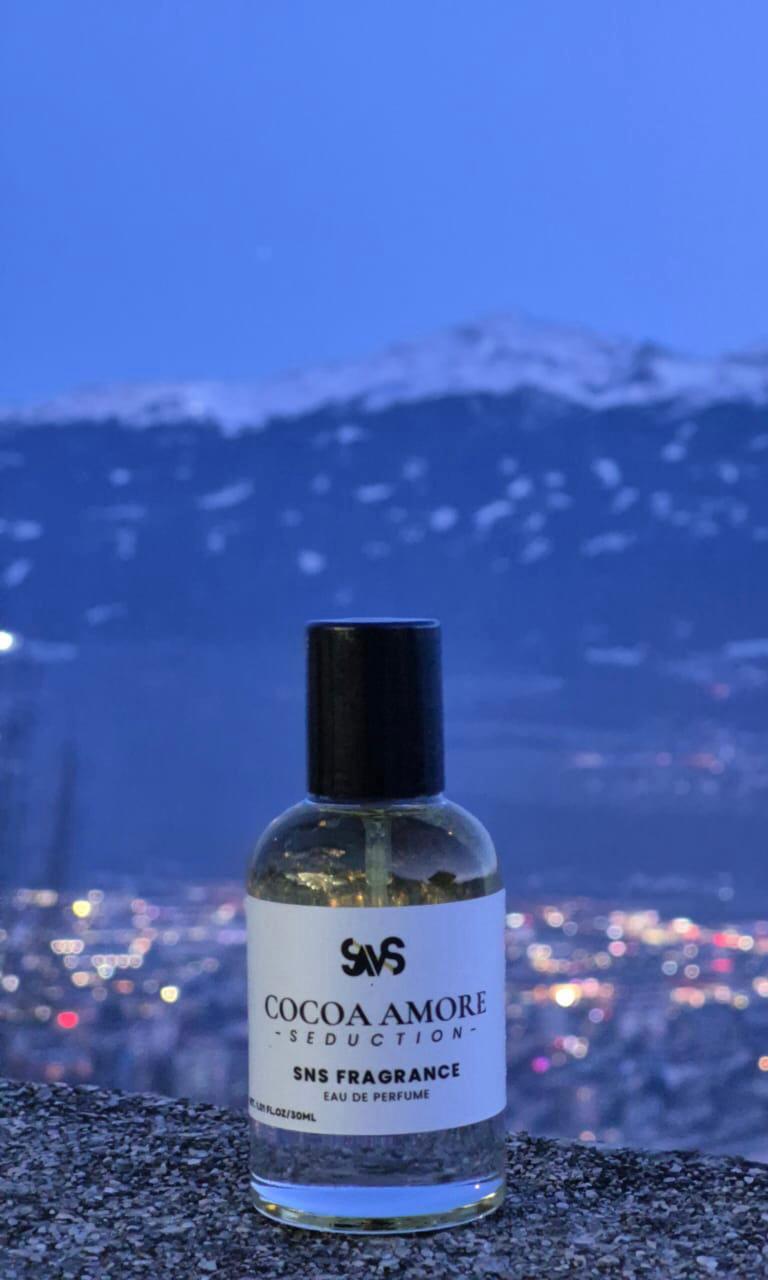 SNS
COCOA AMORE
-SEDUCTION-
SNS FRAGRANCE
EAU DE PERFUME
1.01 FL.OZ/30ML